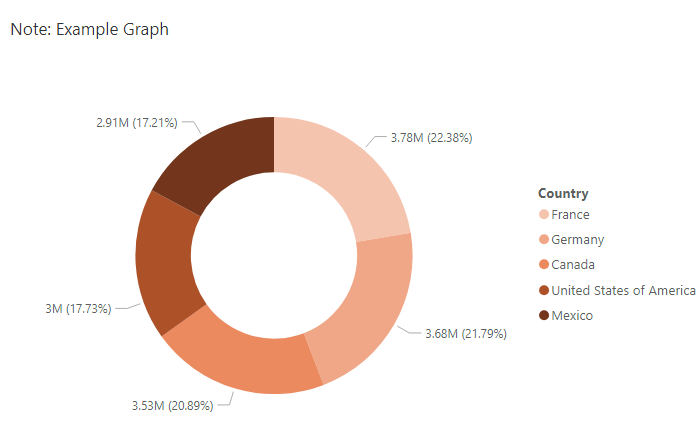 Note: Example Graph
2.91M (17.21%)
3.78M (22.38%)
3M (17.73%)
3.68M (21.79%)
3.53M (20.89%)
Country
France
Germany
Canada
United States of America
Mexico